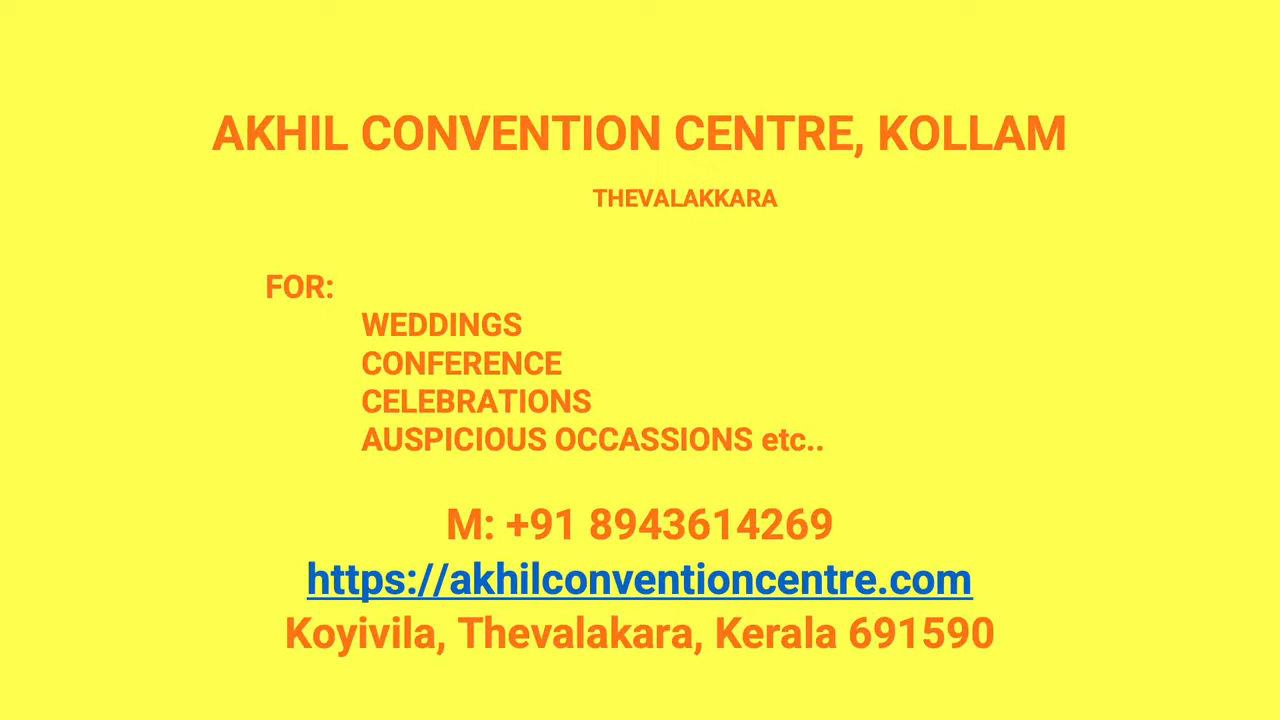 AKHIL CONVENTION CENTRE, KOLLAM
THEVALAKKARA
FOR:
WEDDINGS
CONFERENCE
CELEBRATIONS
AUSPICIOUS OCCASSIONS etc..
M: +91 8943614269
https://akhilconventioncentre.com
Koyivila, Thevalakara, Kerala 691590